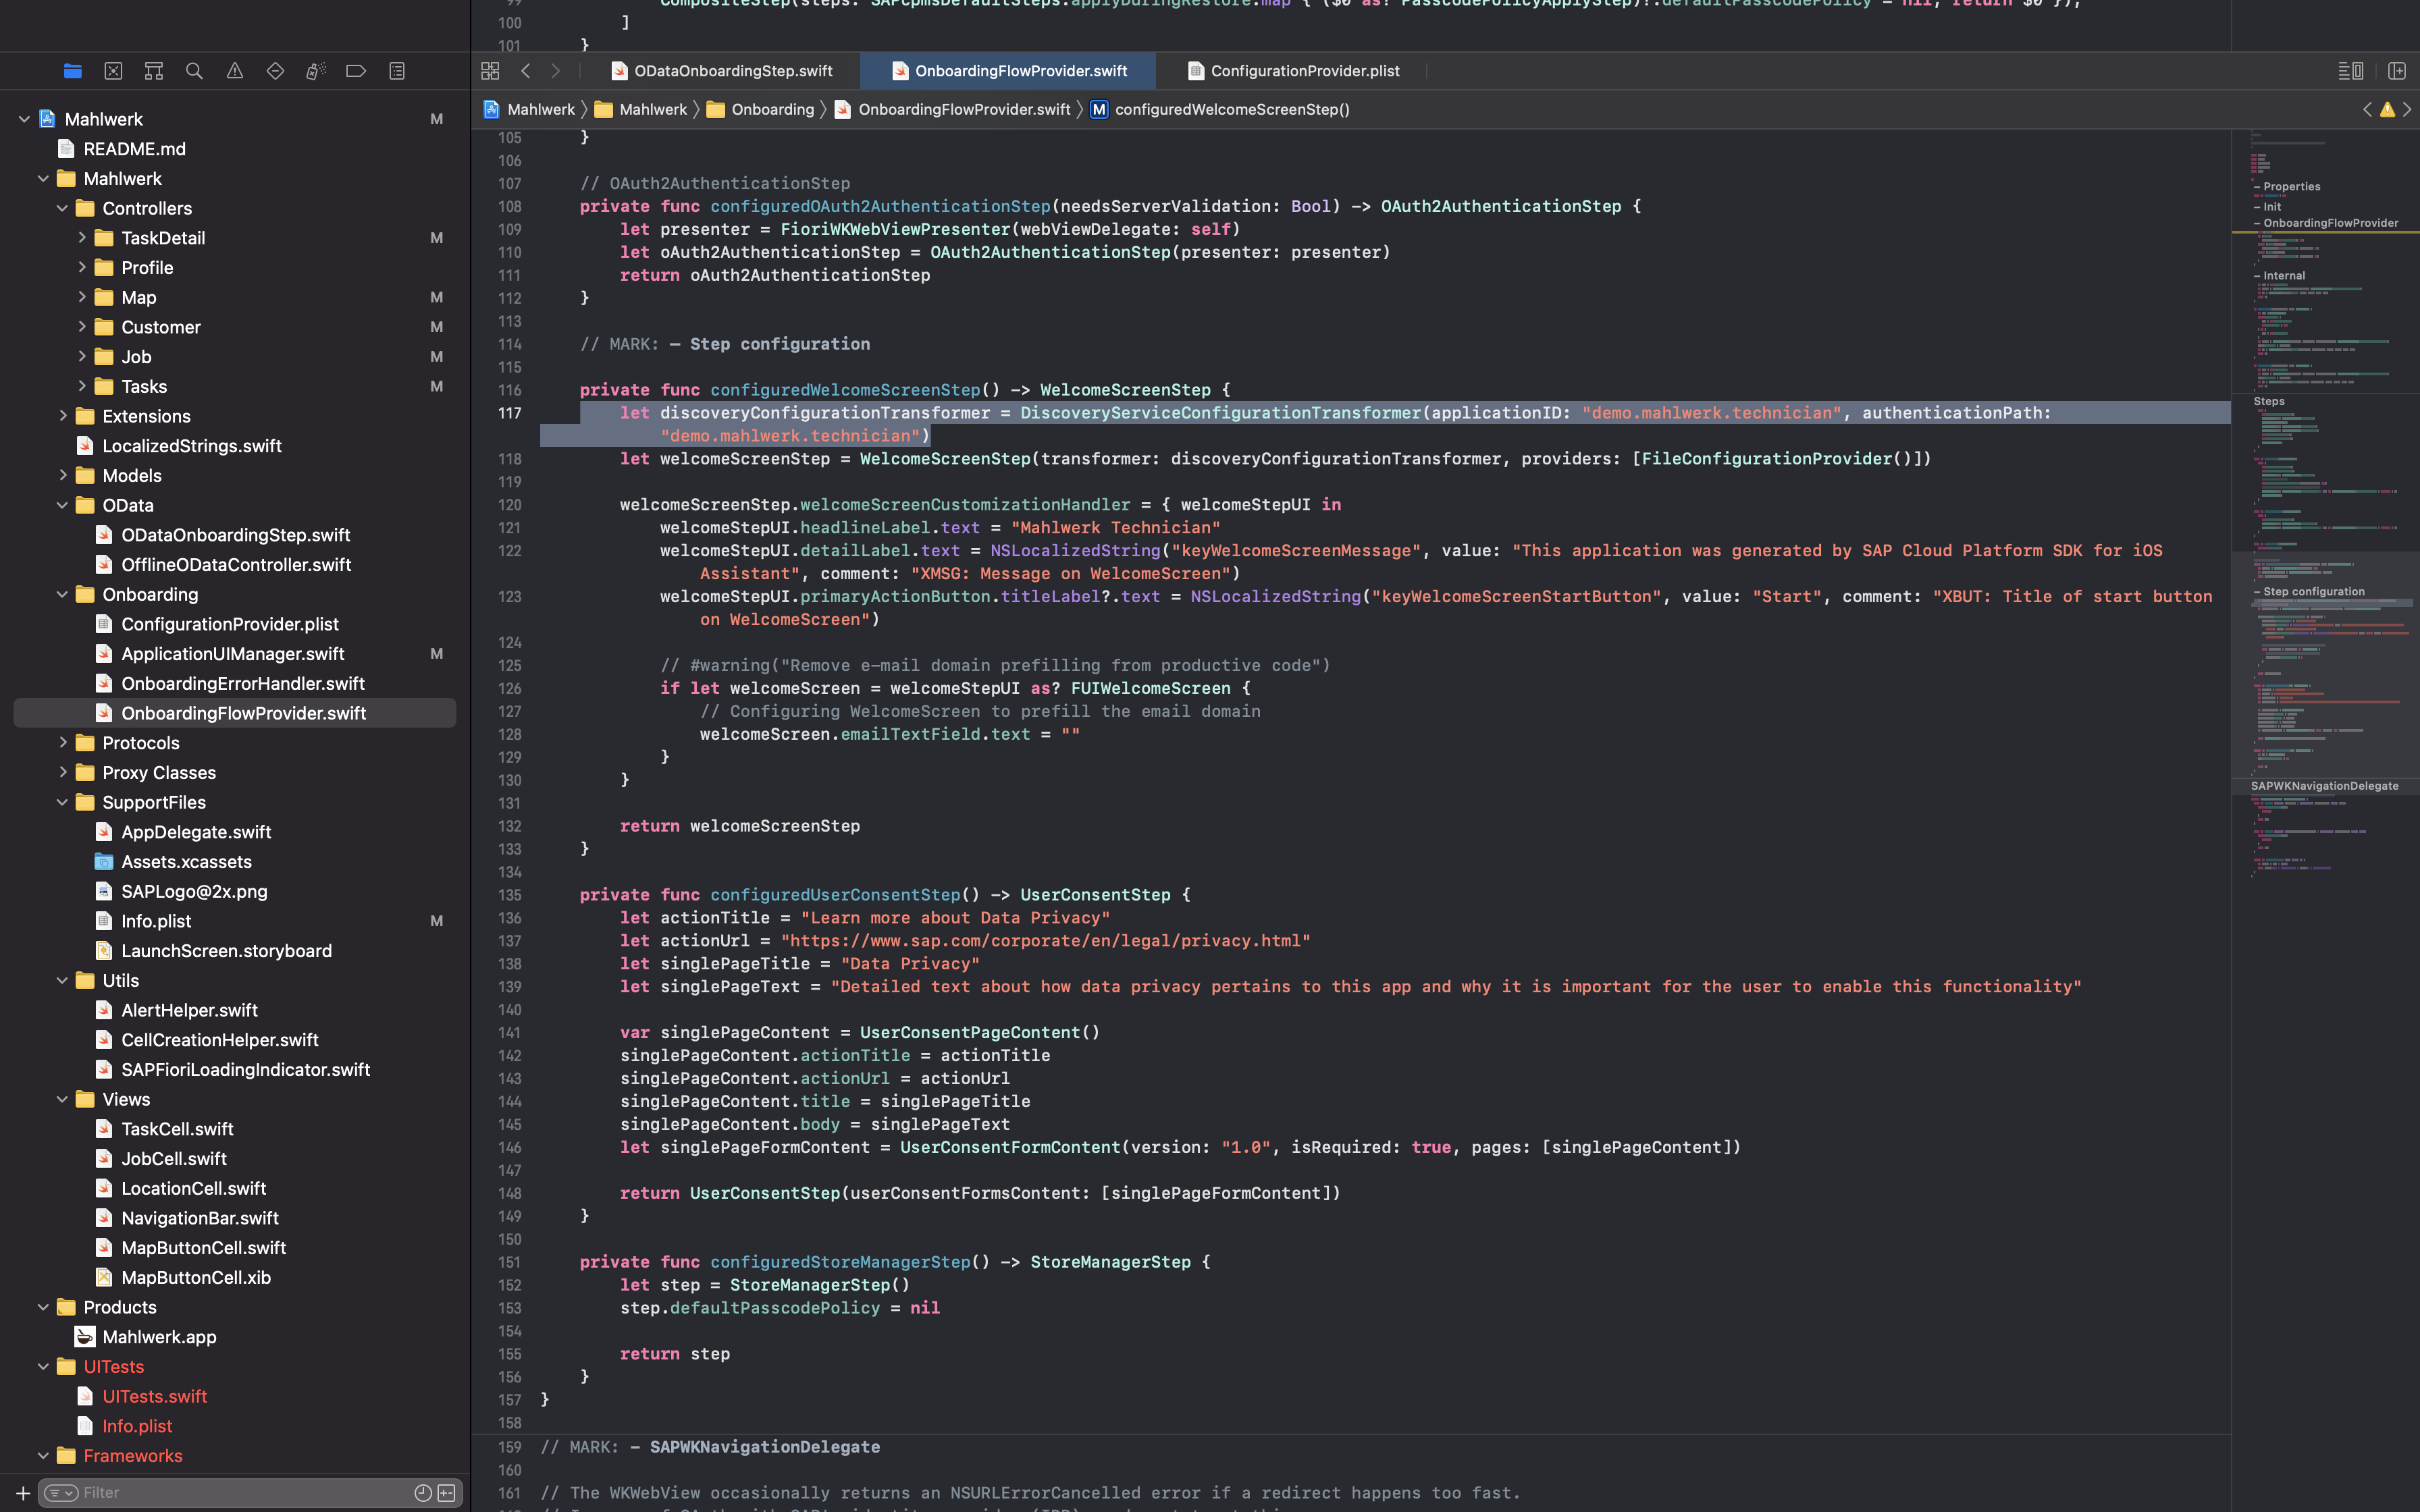 CompositeStep(steps: SAPcpmsDefaultSteps.applyDuringRestore.map { ($0 as? PasscodePolicyApplyStep)?.defaultPasscodePolicy = nil; return $0 }),
100 ]
101 }
ODataOnboardingStep.swift
OnboardingFlowProvider.swift
ConfigurationProvider.plist
Mahlwerk
Mahlwerk
Onboarding
OnboardingFlowProvider.swift
M configuredWelcomeScreenStep()
Mahlwerk M
README.md
Mahlwerk
Controllers
TaskDetail M
Profile
Map M
Customer M
Job M
Tasks M
Extensions
LocalizedStrings.swift
Models
OData
ODataOnboardingStep.swift
OfflineODataController.swift
Onboarding
ConfigurationProvider.plist
ApplicationUIManager.swift M
OnboardingErrorHandler.swift
OnboardingFlowProvider.swift
Protocols
Proxy Classes
SupportFiles
AppDelegate.swift
Assets.xcassets
SAPLogo@2x.png
Info.plist M
LaunchScreen.storyboard
Utils
AlertHelper.swift
CellCreationHelper.swift
SAPFioriLoadingIndicator.swift
Views
TaskCell.swift
JobCell.swift
LocationCell.swift
NavigationBar.swift
MapButtonCell.swift
MapButtonCell.xib
Products
Mahlwerk.app
UITests
UITests.swift
Info.plist
Frameworks
Filter
105 }
106
107 // OAuth2AuthenticationStep
108 private func configuredOAuth2AuthenticationStep(needsServerValidation: Bool) -> OAuth2AuthenticationStep {
109 let presenter = FioriWKWebViewPresenter(webViewDelegate: self)
110 let oAuth2AuthenticationStep = OAuth2AuthenticationStep(presenter: presenter)
111 return oAuth2AuthenticationStep
112 }
113
114 // MARK: – Step configuration
115
116 private func configuredWelcomeScreenStep() -> WelcomeScreenStep {
117 let discoveryConfigurationTransformer = DiscoveryServiceConfigurationTransformer(applicationID: "demo.mahlwerk.technician", authenticationPath:
"demo.mahlwerk.technician")
118 let welcomeScreenStep = WelcomeScreenStep(transformer: discoveryConfigurationTransformer, providers: [FileConfigurationProvider()])
119
120 welcomeScreenStep.welcomeScreenCustomizationHandler = { welcomeStepUI in
121 welcomeStepUI.headlineLabel.text = "Mahlwerk Technician"
122 welcomeStepUI.detailLabel.text = NSLocalizedString("keyWelcomeScreenMessage", value: "This application was generated by SAP Cloud Platform SDK for iOS
Assistant", comment: "XMSG: Message on WelcomeScreen")
123 welcomeStepUI.primaryActionButton.titleLabel?.text = NSLocalizedString("keyWelcomeScreenStartButton", value: "Start", comment: "XBUT: Title of start button
on WelcomeScreen")
124
125 // #warning("Remove e-mail domain prefilling from productive code")
126 if let welcomeScreen = welcomeStepUI as? FUIWelcomeScreen {
127 // Configuring WelcomeScreen to prefill the email domain
128 welcomeScreen.emailTextField.text = ""
129 }
130 }
131
132 return welcomeScreenStep
133 }
134
135 private func configuredUserConsentStep() -> UserConsentStep {
136 let actionTitle = "Learn more about Data Privacy"
137 let actionUrl = "https://www.sap.com/corporate/en/legal/privacy.html"
138 let singlePageTitle = "Data Privacy"
139 let singlePageText = "Detailed text about how data privacy pertains to this app and why it is important for the user to enable this functionality"
140
141 var singlePageContent = UserConsentPageContent()
142 singlePageContent.actionTitle = actionTitle
143 singlePageContent.actionUrl = actionUrl
144 singlePageContent.title = singlePageTitle
145 singlePageContent.body = singlePageText
146 let singlePageFormContent = UserConsentFormContent(version: "1.0", isRequired: true, pages: [singlePageContent])
147
148 return UserConsentStep(userConsentFormsContent: [singlePageFormContent])
149 }
150
151 private func configuredStoreManagerStep() -> StoreManagerStep {
152 let step = StoreManagerStep()
153 step.defaultPasscodePolicy = nil
154
155 return step
156 }
157 }
158
159 // MARK: – SAPWKNavigationDelegate
160
161 // The WKWebView occasionally returns an NSURLErrorCancelled error if a redirect happens too fast.
– Properties
– Init
– OnboardingFlowProvider
– Internal
Steps
– Step configuration
SAPWKNavigationDelegate